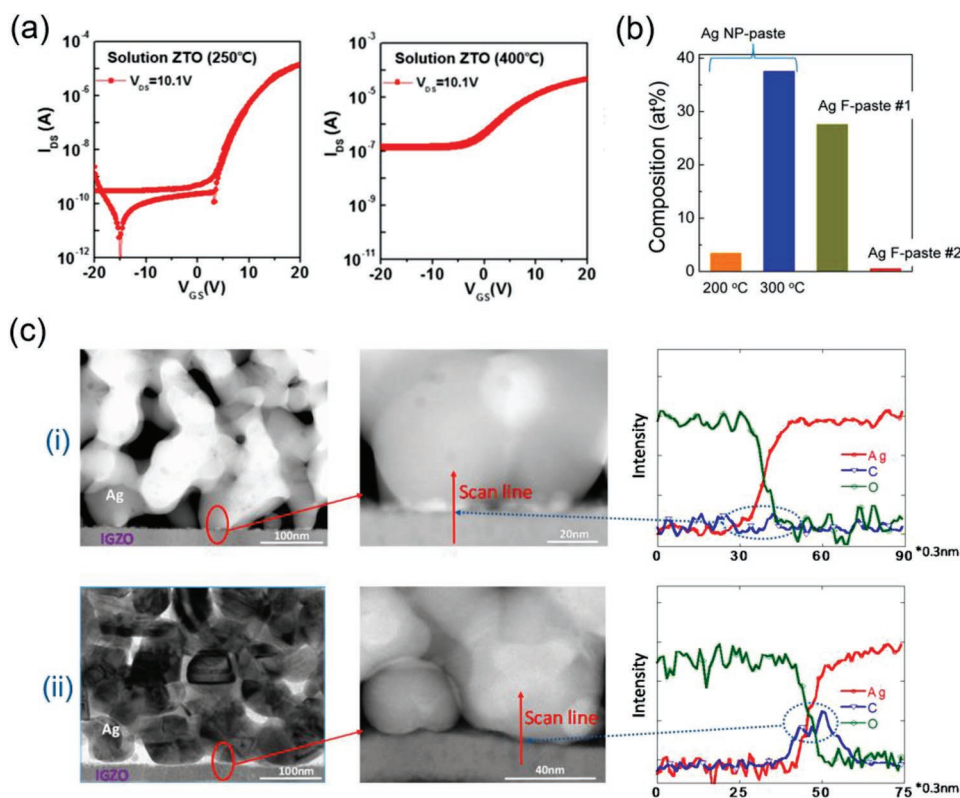 (a)
10⁻⁴
10⁻⁶
10⁻⁸
10⁻¹⁰
10⁻¹²
I_DS (A)
Solution ZTO (250℃)
V_DS=10.1V
-20 -10 0 10 20
V_GS(V)
10⁻³
10⁻⁵
10⁻⁷
10⁻⁹
10⁻¹¹
I_DS (A)
Solution ZTO (400℃)
V_DS=10.1V
-20 -10 0 10 20
V_GS(V)
(b)
Ag NP-paste
Composition (at%)
40
30
20
10
0
Ag F-paste #1
Ag F-paste #2
200 °C 300 °C
(c)
(i)
Ag
IGZO
100nm
Scan line
20nm
Intensity
Ag
C
O
0 30 60 90 *0.3nm
(ii)
Ag
IGZO
100nm
Scan line
40nm
Intensity
Ag
C
O
0 25 50 75 *0.3nm